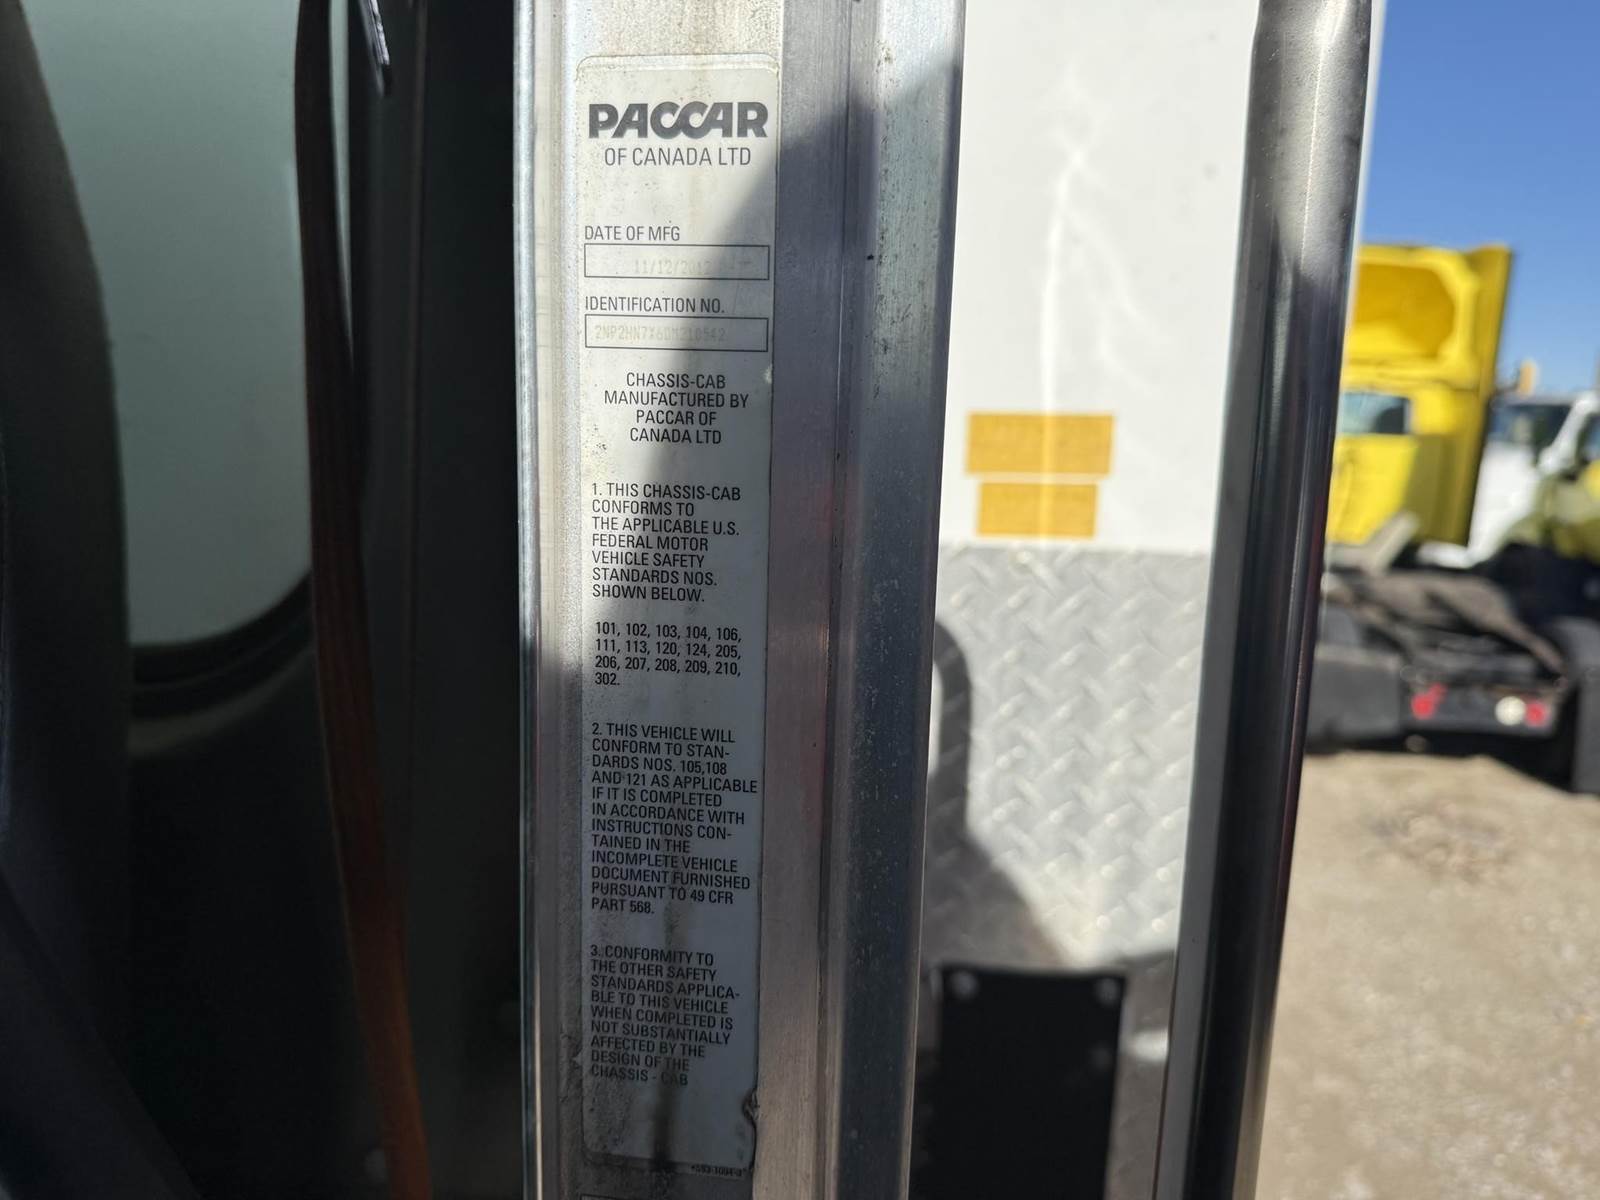 PACCAR
OF CANADA LTD
DATE OF MFG
11/12/2012
IDENTIFICATION NO.
CHASSIS-CAB
MANUFACTURED BY
PACCAR OF
CANADA LTD
1. THIS CHASSIS-CAB
CONFORMS TO
THE APPLICABLE U.S.
FEDERAL MOTOR
VEHICLE SAFETY
STANDARDS NOS.
SHOWN BELOW.
101, 102, 103, 104, 106,
111, 113, 120, 124, 205,
206, 207, 208, 209, 210,
302.
2. THIS VEHICLE WILL
CONFORM TO STAN-
DARDS NOS. 105,108
AND 121 AS APPLICABLE
IF IT IS COMPLETED
IN ACCORDANCE WITH
INSTRUCTIONS CON-
TAINED IN THE
INCOMPLETE VEHICLE
DOCUMENT FURNISHED
PURSUANT TO 49 CFR
PART 568.
3. CONFORMITY TO
THE OTHER SAFETY
STANDARDS APPLICA-
BLE TO THIS VEHICLE
WHEN COMPLETED IS
NOT SUBSTANTIALLY
AFFECTED BY THE
DESIGN OF THE
CHASSIS - CAB